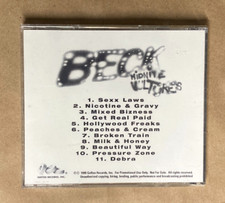 BECK
MIDNITE
VULTURES
1. Sexx Laws
2. Nicotine & Gravy
3. Mixed Bizness
4. Get Real Paid
5. Hollywood Freaks
6. Peaches & Cream
7. Broken Train
8. Milk & Honey
9. Beautiful Way
10. Pressure Zone
11. Debra